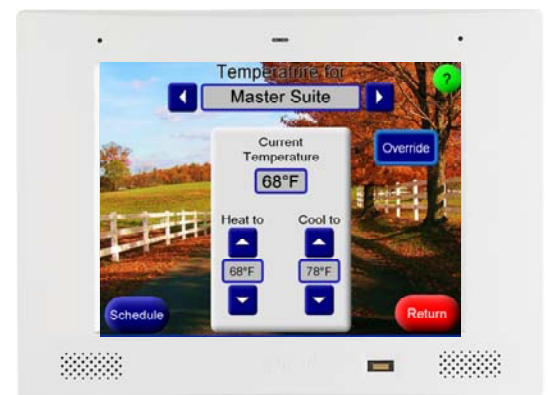 Temperature for
Master Suite
?
Current
Temperature
68°F
Override
Heat to
Cool to
68°F
78°F
Schedule
Return